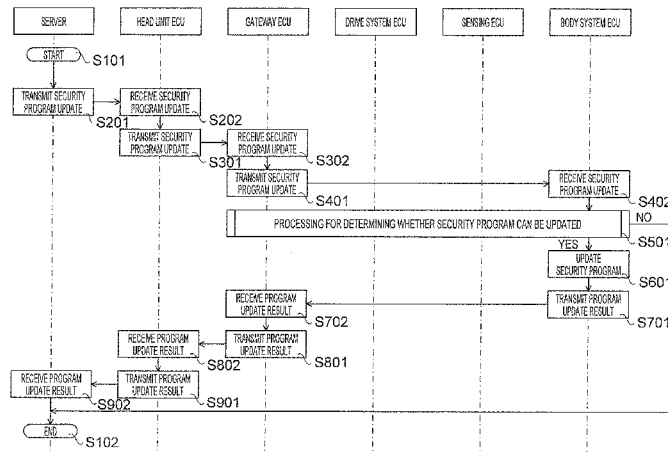 SERVER
HEAD UNIT ECU
GATEWAY ECU
DRIVE SYSTEM ECU
SENSING ECU
BODY SYSTEM ECU
START
S101
TRANSMIT SECURITY
PROGRAM UPDATE
S201
RECEIVE SECURITY
PROGRAM UPDATE
S202
TRANSMIT SECURITY
PROGRAM UPDATE
S301
RECEIVE SECURITY
PROGRAM UPDATE
S302
TRANSMIT SECURITY
PROGRAM UPDATE
S401
RECEIVE SECURITY
PROGRAM UPDATE
S402
PROCESSING FOR DETERMINING WHETHER SECURITY PROGRAM CAN BE UPDATED
NO
S501
YES
UPDATE
SECURITY PROGRAM
S601
TRANSMIT PROGRAM
UPDATE RESULT
S701
RECEIVE PROGRAM
UPDATE RESULT
S702
TRANSMIT PROGRAM
UPDATE RESULT
S801
RECEIVE PROGRAM
UPDATE RESULT
S802
TRANSMIT PROGRAM
UPDATE RESULT
S901
RECEIVE PROGRAM
UPDATE RESULT
S902
END
S102